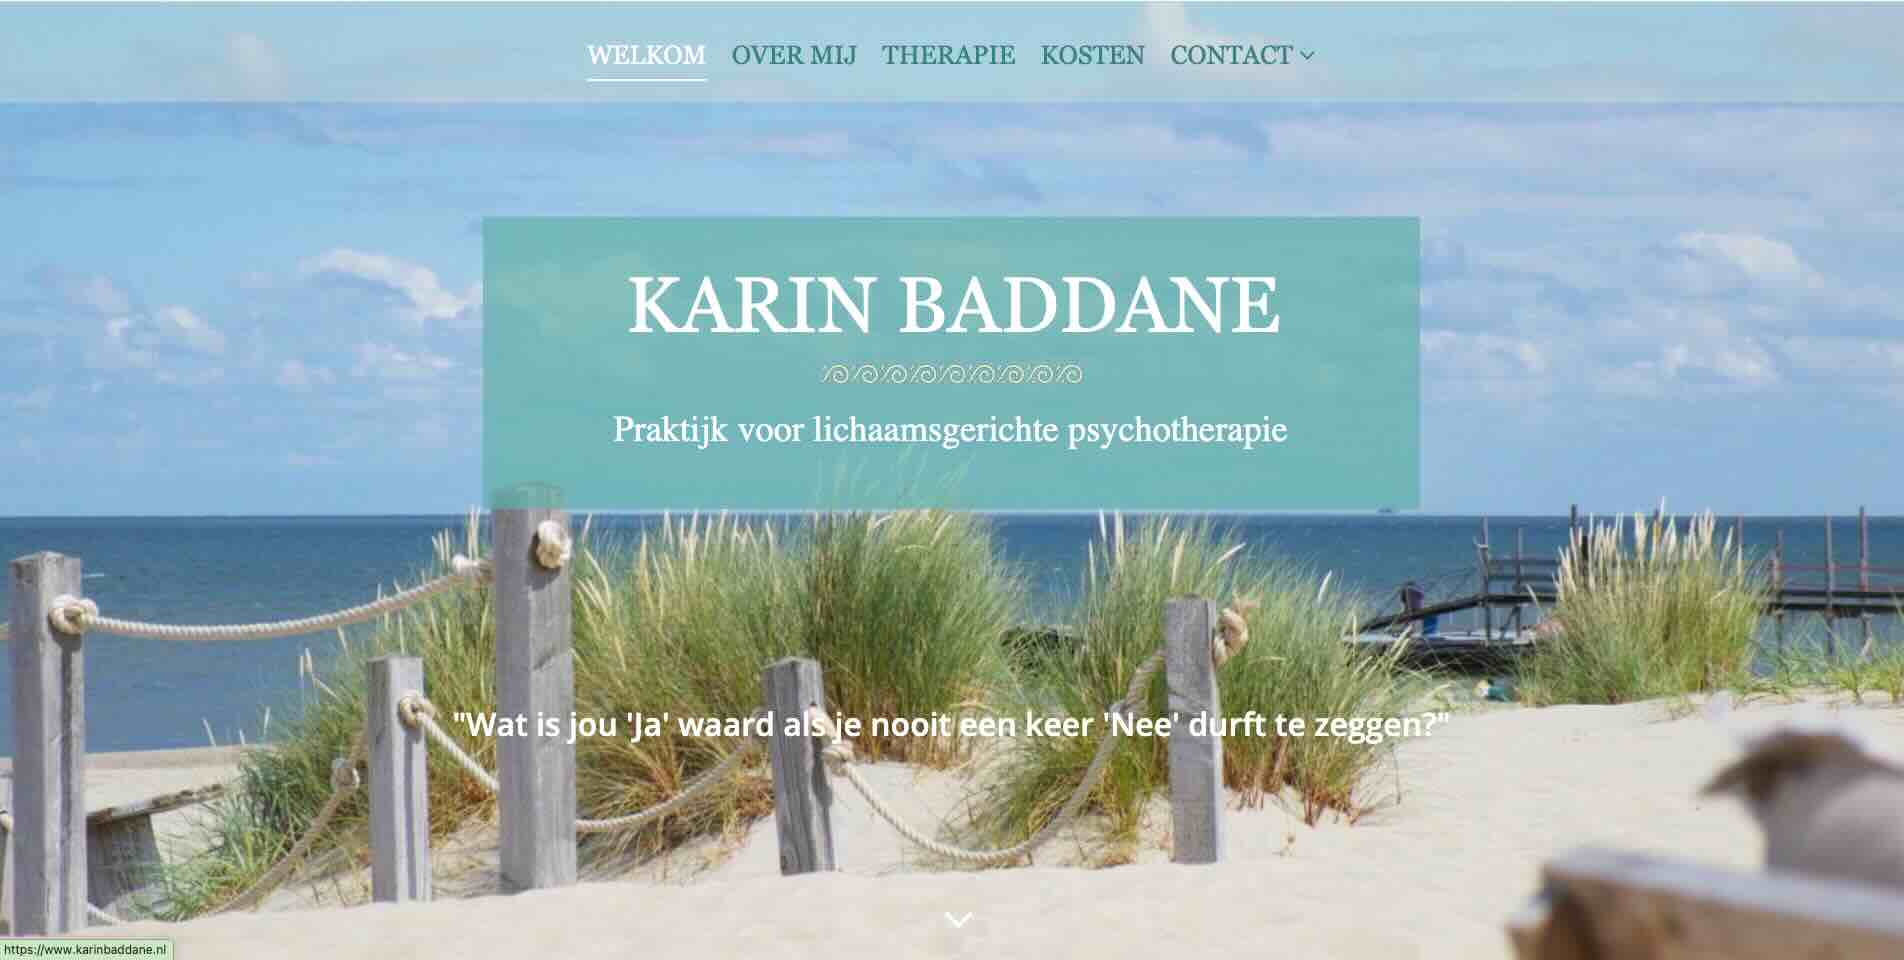 WELKOM OVER MIJ THERAPIE KOSTEN CONTACT
KARIN BADDANE
Praktijk voor lichaamsgerichte psychotherapie
"Wat is jou 'Ja' waard als je nooit een keer 'Nee' durft te zeggen?"
https://www.karinbaddane.nl